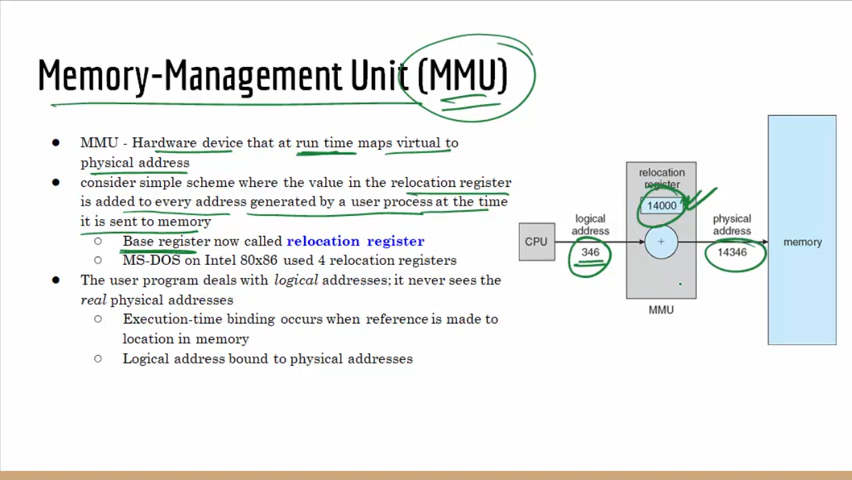 Memory-Management Unit (MMU)
● MMU - Hardware device that at run time maps virtual to
physical address
● consider simple scheme where the value in the relocation register
is added to every address generated by a user process at the time
it is sent to memory
○ Base register now called relocation register
○ MS-DOS on Intel 80x86 used 4 relocation registers
● The user program deals with logical addresses; it never sees the
real physical addresses
○ Execution-time binding occurs when reference is made to
location in memory
○ Logical address bound to physical addresses
relocation
register
14000
logical
address
physical
address
CPU
346
+
14346
memory
MMU